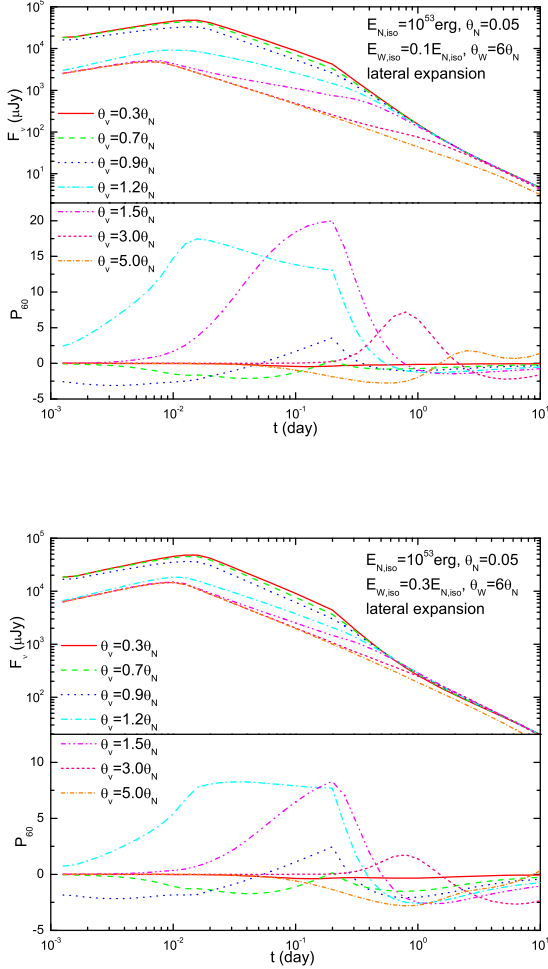 10^5
10^4
10^3
10^2
10^1
F_ν (μJy)
E_N,iso=10^53erg, θ_N=0.05
E_W,iso=0.1E_N,iso, θ_W=6θ_N
lateral expansion
θ_v=0.3θ_N
θ_v=0.7θ_N
θ_v=0.9θ_N
θ_v=1.2θ_N
θ_v=1.5θ_N
θ_v=3.0θ_N
θ_v=5.0θ_N
20
15
10
5
0
-5
P_60
10^-3 10^-2 10^-1 10^0 10^1
t (day)
10^5
10^4
10^3
10^2
F_ν (μJy)
E_N,iso=10^53erg, θ_N=0.05
E_W,iso=0.3E_N,iso, θ_W=6θ_N
lateral expansion
θ_v=0.3θ_N
θ_v=0.7θ_N
θ_v=0.9θ_N
θ_v=1.2θ_N
θ_v=1.5θ_N
θ_v=3.0θ_N
θ_v=5.0θ_N
10
5
0
-5
P_60
10^-3 10^-2 10^-1 10^0 10^1
t (day)